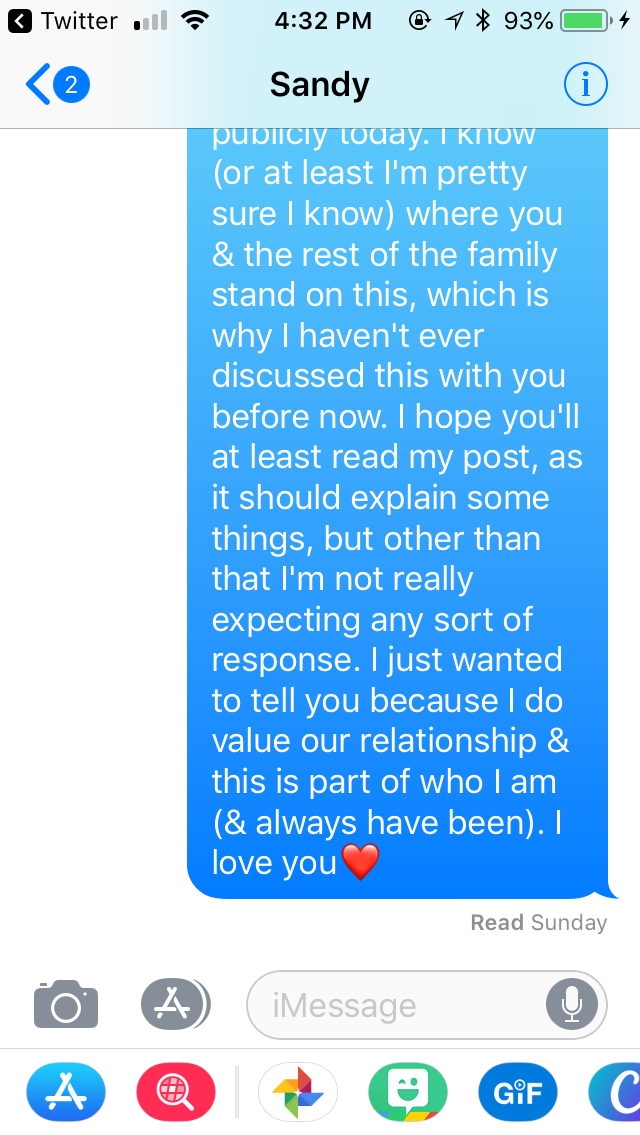 Twitter 4:32 PM 93%
2 Sandy i
publicly today. I know
(or at least I'm pretty
sure I know) where you
& the rest of the family
stand on this, which is
why I haven't ever
discussed this with you
before now. I hope you'll
at least read my post, as
it should explain some
things, but other than
that I'm not really
expecting any sort of
response. I just wanted
to tell you because I do
value our relationship &
this is part of who I am
(& always have been). I
love you❤️
Read Sunday
iMessage
GIF